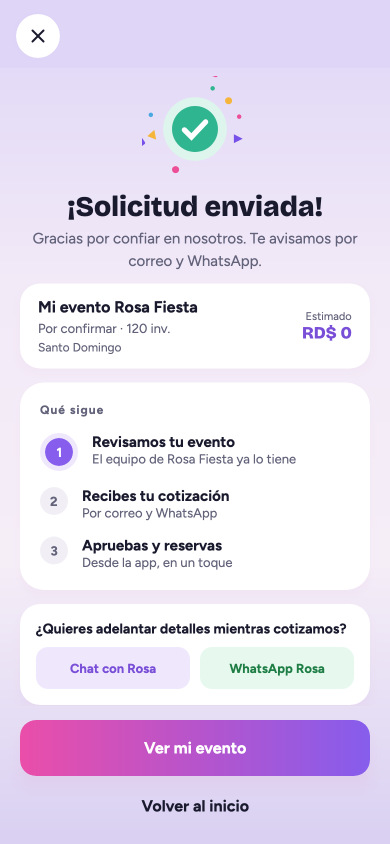 ¡Solicitud enviada!
Gracias por confiar en nosotros. Te avisamos por
correo y WhatsApp.
Mi evento Rosa Fiesta
Por confirmar · 120 inv.
Santo Domingo
Estimado
RD$ 0
Qué sigue
1
Revisamos tu evento
El equipo de Rosa Fiesta ya lo tiene
2
Recibes tu cotización
Por correo y WhatsApp
3
Apruebas y reservas
Desde la app, en un toque
¿Quieres adelantar detalles mientras cotizamos?
Chat con Rosa
WhatsApp Rosa
Ver mi evento
Volver al inicio